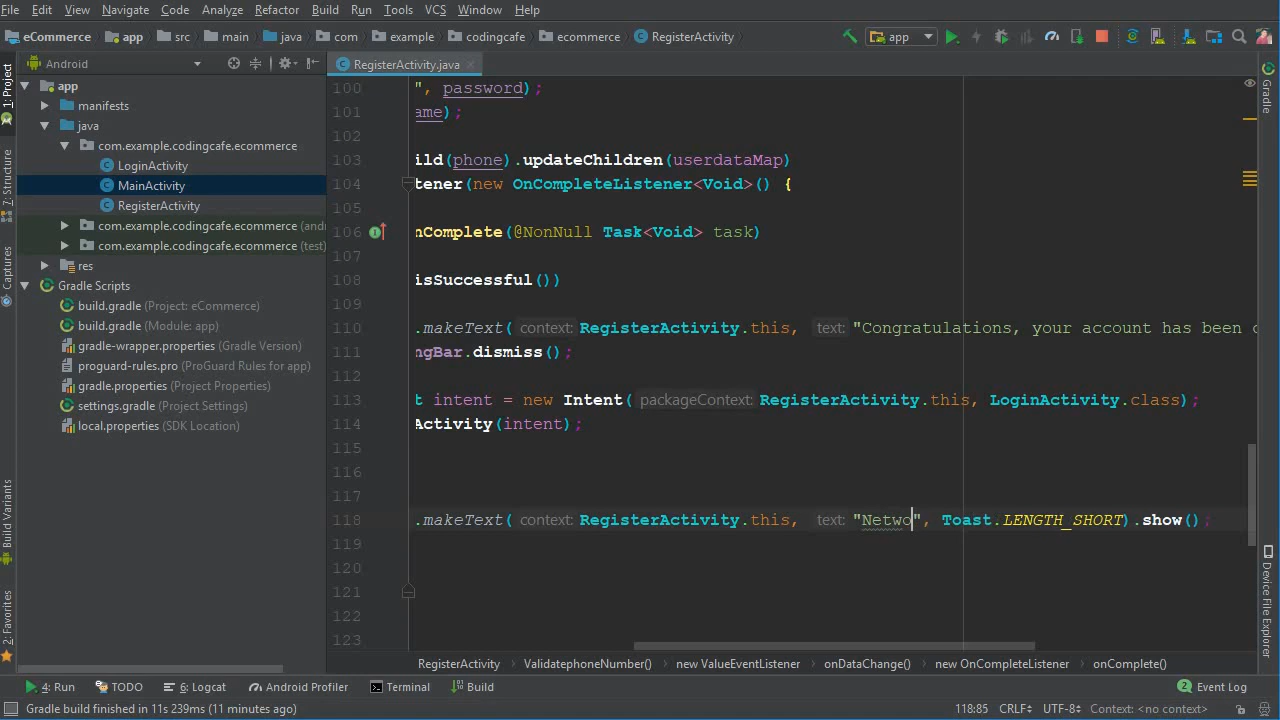 File Edit View Navigate Code Analyze Refactor Build Run Tools VCS Window Help
eCommerce app src main java com example codingcafe ecommerce RegisterActivity app
1: Project
7: Structure
Captures
Build Variants
2: Favorites
Android
app
manifests
java
com.example.codingcafe.ecommerce
LoginActivity
MainActivity
RegisterActivity
com.example.codingcafe.ecommerce (and
com.example.codingcafe.ecommerce (test)
res
Gradle Scripts
build.gradle (Project: eCommerce)
build.gradle (Module: app)
gradle-wrapper.properties (Gradle Version)
proguard-rules.pro (ProGuard Rules for app)
gradle.properties (Project Properties)
settings.gradle (Project Settings)
local.properties (SDK Location)
RegisterActivity.java
100 ", password);
101 ame);
102
103 ild(phone).updateChildren(userdataMap)
104 tener(new OnCompleteListener<Void>() {
105
106 nComplete(@NonNull Task<Void> task)
107
108 isSuccessful())
109
110 .makeText( context: RegisterActivity.this, text: "Congratulations, your account has been c
111 ngBar.dismiss();
112
113 t intent = new Intent( packageContext: RegisterActivity.this, LoginActivity.class);
114 Activity(intent);
115
116
117
118 .makeText( context: RegisterActivity.this, text: "Netwo", Toast.LENGTH_SHORT).show();
119
120
121
122
123
Gradle
Device File Explorer
RegisterActivity ValidatephoneNumber() new ValueEventListener onDataChange() new OnCompleteListener onComplete()
4: Run TODO 6: Logcat Android Profiler Terminal Build 2 Event Log
Gradle build finished in 11s 239ms (11 minutes ago) 118:85 CRLF UTF-8 Context: <no context>